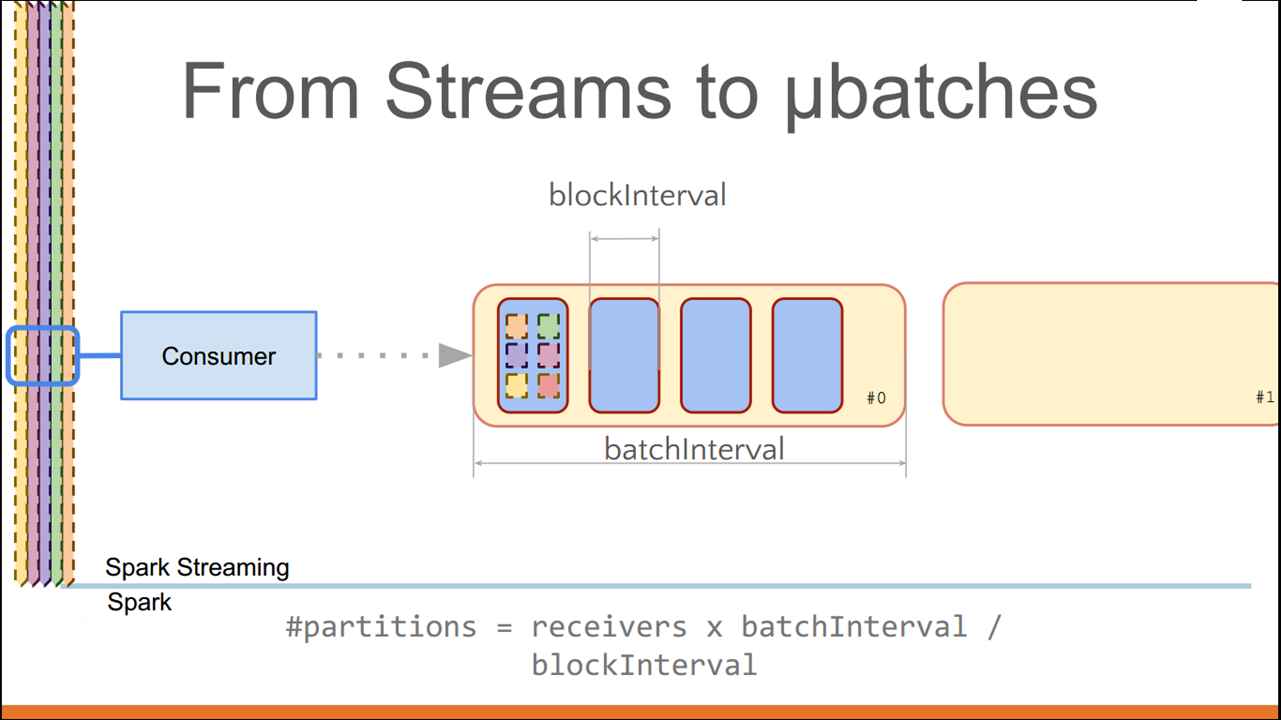 From Streams to µbatches
blockInterval
Consumer
#0
#1
batchInterval
Spark Streaming
Spark
#partitions = receivers x batchInterval /
blockInterval